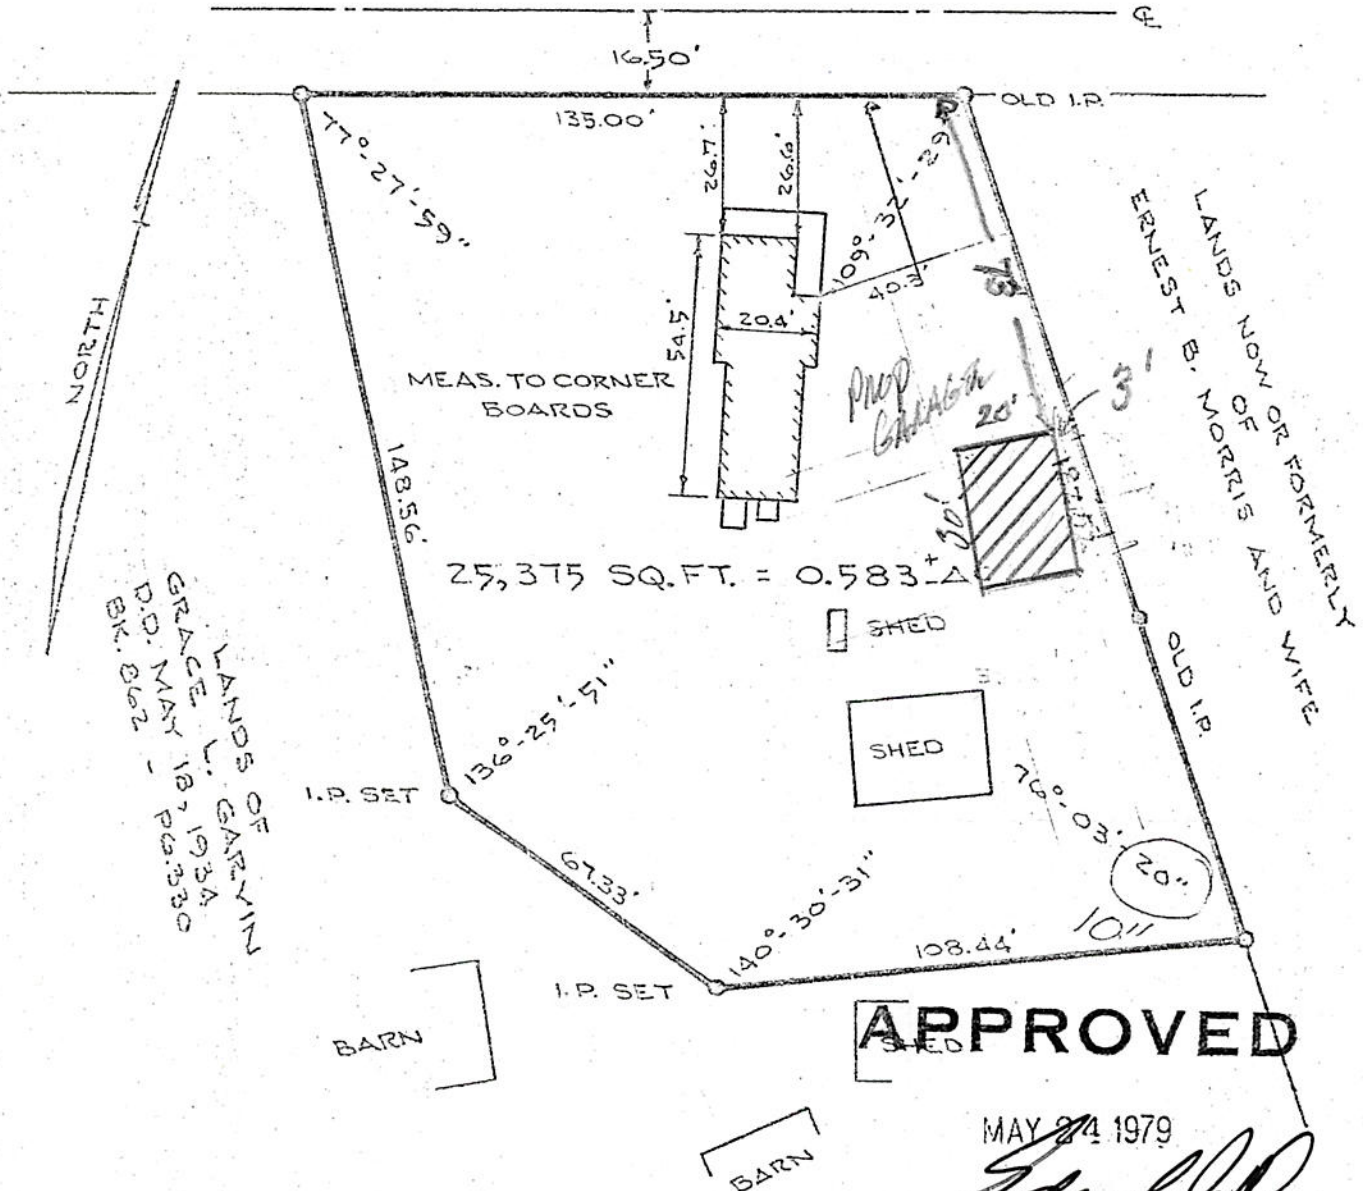 ℄
16.50'
OLD I.P.
135.00'
77°-27'-59"
26.7'
26.6'
109°-32'-29"
40.3'
NORTH
54.5'
20.4'
MEAS. TO CORNER
BOARDS
PROP
GARAGE
20'
3'
30'
LANDS NOW OR FORMERLY
OF
ERNEST B. MORRIS AND WIFE
148.56'
25,375 SQ.FT. = 0.583±A
SHED
OLD I.P.
SHED
LANDS OF
GRACE L. GARVIN
D.D. MAY 18, 1934
BK. 862 - PG.330
136°-25'-51"
I.P. SET
76°-03'-20"
67.33'
140°-30'-31"
10"
108.44'
I.P. SET
BARN
SHED
APPROVED
MAY 24 1979
BARN